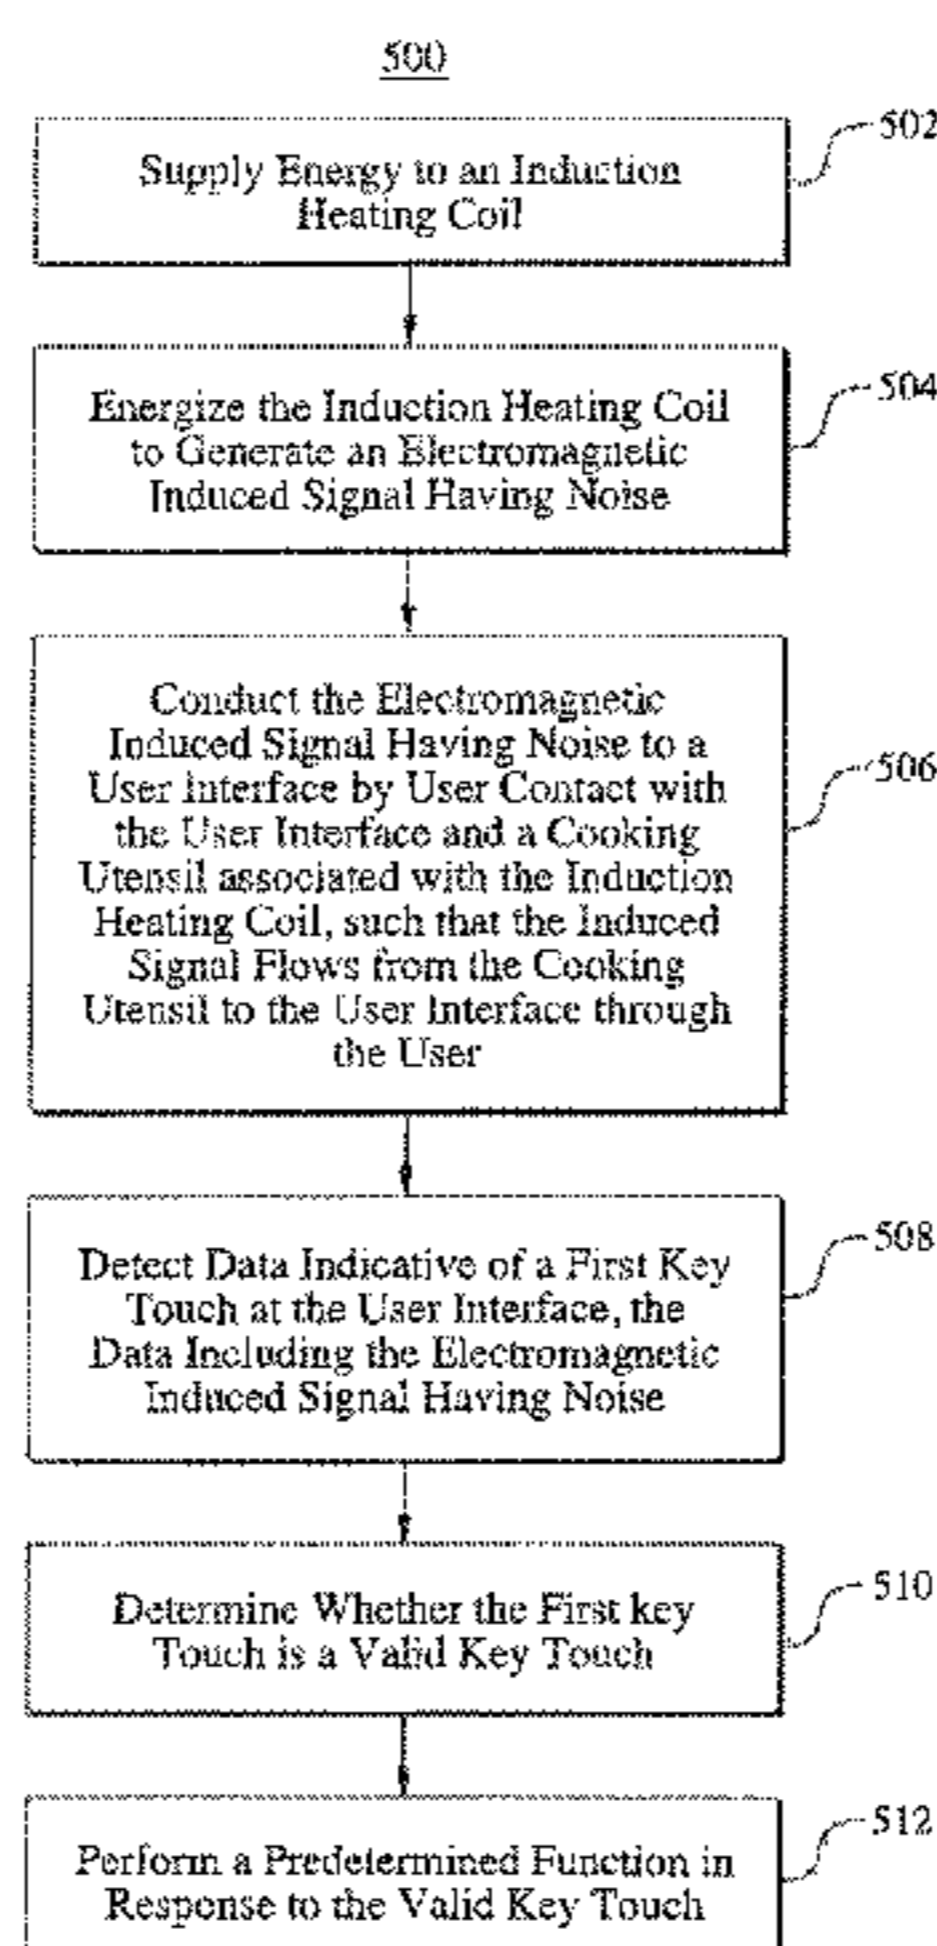 500
Supply Energy to an Induction
Heating Coil
502
Energize the Induction Heating Coil
to Generate an Electromagnetic
Induced Signal Having Noise
504
Conduct the Electromagnetic
Induced Signal Having Noise to a
User Interface by User Contact with
the User Interface and a Cooking
Utensil associated with the Induction
Heating Coil, such that the Induced
Signal Flows from the Cooking
Utensil to the User Interface through
the User
506
Detect Data Indicative of a First Key
Touch at the User Interface, the
Data Including the Electromagnetic
Induced Signal Having Noise
508
Determine Whether the First key
Touch is a Valid Key Touch
510
Perform a Predetermined Function in
Response to the Valid Key Touch
512